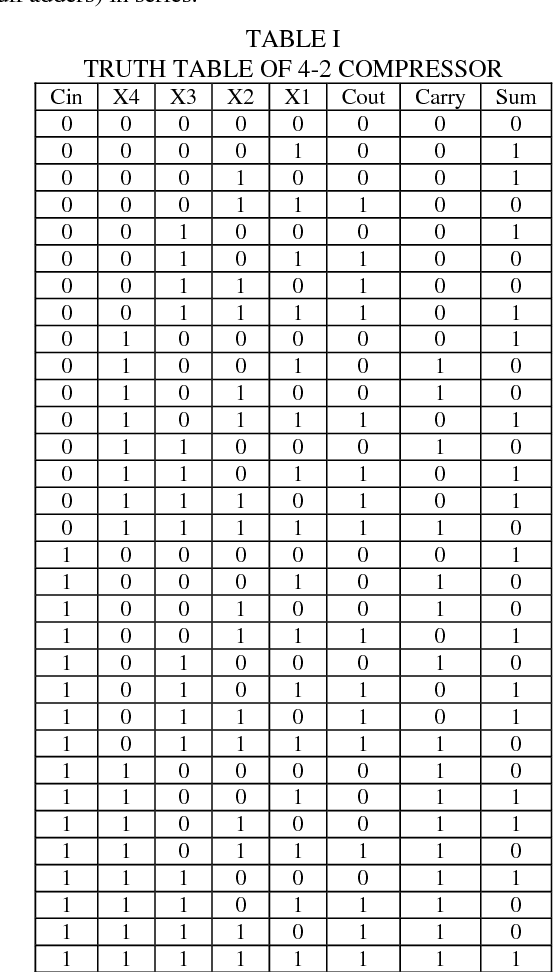 full adders) in series.
TABLE I
TRUTH TABLE OF 4-2 COMPRESSOR
Cin X4 X3 X2 X1 Cout Carry Sum
0 0 0 0 0 0 0 0
0 0 0 0 1 0 0 1
0 0 0 1 0 0 0 1
0 0 0 1 1 1 0 0
0 0 1 0 0 0 0 1
0 0 1 0 1 1 0 0
0 0 1 1 0 1 0 0
0 0 1 1 1 1 0 1
0 1 0 0 0 0 0 1
0 1 0 0 1 0 1 0
0 1 0 1 0 0 1 0
0 1 0 1 1 1 0 1
0 1 1 0 0 0 1 0
0 1 1 0 1 1 0 1
0 1 1 1 0 1 0 1
0 1 1 1 1 1 1 0
1 0 0 0 0 0 0 1
1 0 0 0 1 0 1 0
1 0 0 1 0 0 1 0
1 0 0 1 1 1 0 1
1 0 1 0 0 0 1 0
1 0 1 0 1 1 0 1
1 0 1 1 0 1 0 1
1 0 1 1 1 1 1 0
1 1 0 0 0 0 1 0
1 1 0 0 1 0 1 1
1 1 0 1 0 0 1 1
1 1 0 1 1 1 1 0
1 1 1 0 0 0 1 1
1 1 1 0 1 1 1 0
1 1 1 1 0 1 1 0
1 1 1 1 1 1 1 1